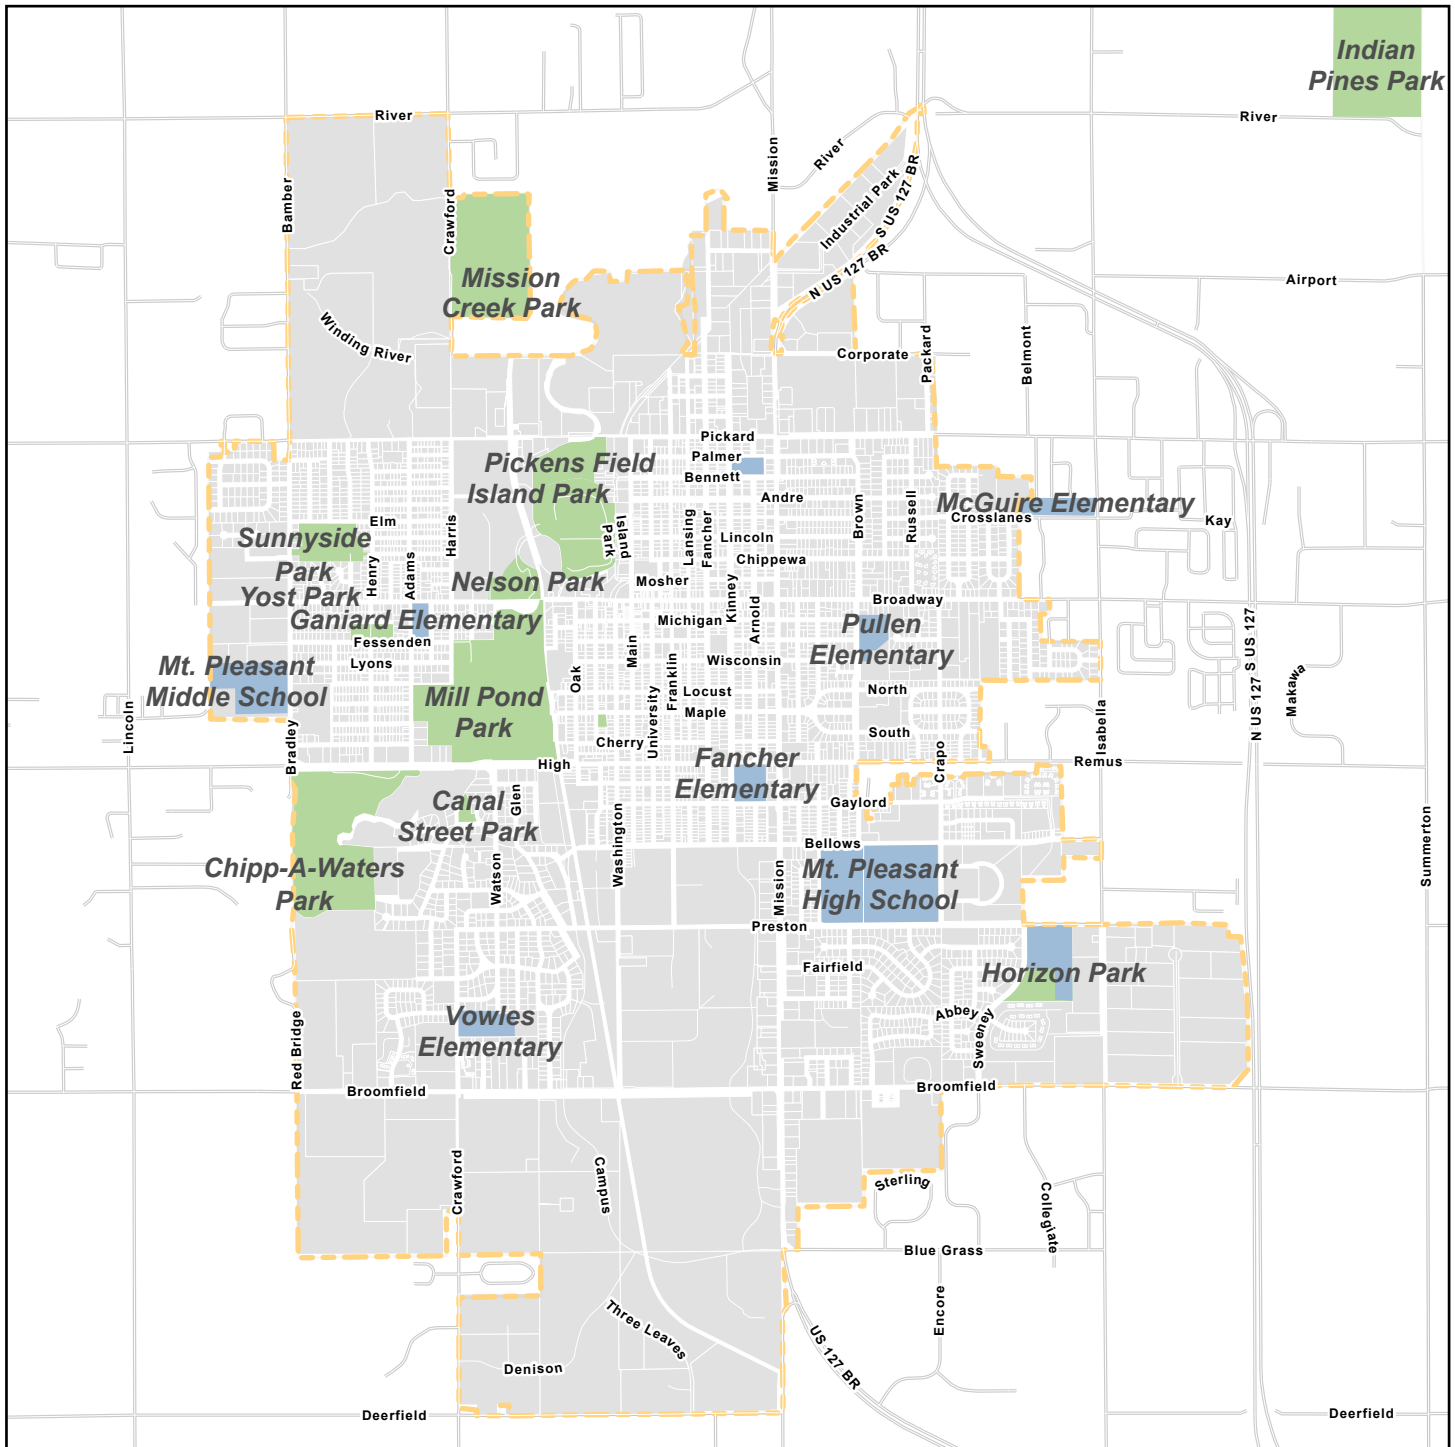 Indian
Pines Park
River
River
River
Mission
Industrial Park
S US 127 BR
N US 127 BR
Bamber
Crawford
Mission
Creek Park
Airport
Winding River
Corporate
Packard
Belmont
Pickard
Palmer
Bennett
Pickens Field
Island Park
Andre
McGuire Elementary
Crosslanes
Kay
Elm
Harris
Island
Park
Lansing
Fancher
Lincoln
Chippewa
Brown
Russell
Sunnyside
Park
Henry
Adams
Nelson Park
Mosher
Kinney
Arnold
Yost Park
Broadway
Ganiard Elementary
Michigan
Pullen
Elementary
Fessenden
Lyons
Main
Wisconsin
S US 127
N US 127
Mt. Pleasant
Middle School
Mill Pond
Park
Oak
University
Franklin
Locust
Maple
North
South
Makawa
Isabella
Lincoln
Bradley
Cherry
High
Fancher
Elementary
Crapo
Remus
Canal
Street Park
Glen
Gaylord
Washington
Bellows
Summerton
Chipp-A-Waters
Park
Watson
Mission
Mt. Pleasant
High School
Preston
Fairfield
Horizon Park
Vowles
Elementary
Abbey
Sweeney
Red Bridge
Broomfield
Broomfield
Crawford
Campus
Sterling
Collegiate
Blue Grass
Encore
Three Leaves
US 127 BR
Denison
Deerfield
Deerfield